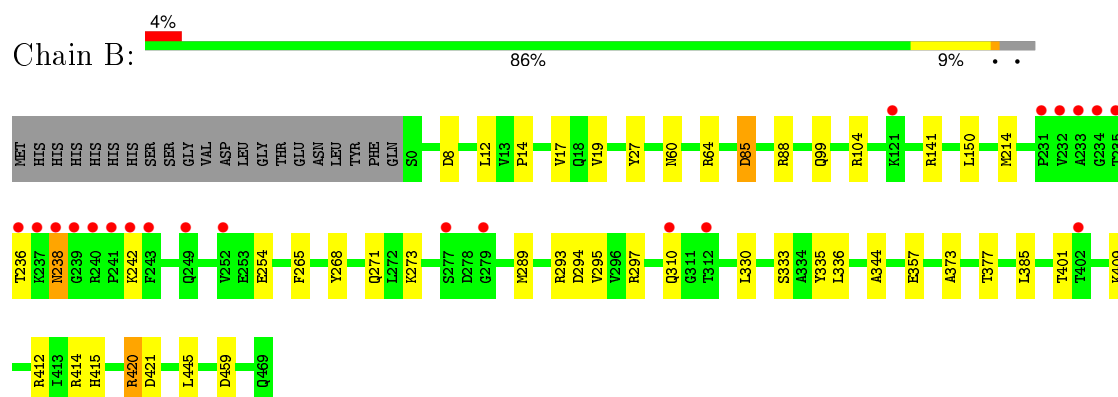 4%
Chain B:
86% 9% • •
MET HIS HIS HIS HIS HIS HIS SER SER GLY VAL ASP LEU GLY THR GLU ASN LEU TYR PHE GLN S0 D8 L12 V13 P14 V17 Q18 V19 Y27 N60 R64 D85 R88 Q99 R104 K121 R141 L150 M214 P231 V232 A233 G234 T235
T236 K237 N238 G239 R240 P241 K242 F243 Q249 V252 E253 E254 F265 Y268 Q271 L272 K273 S277 D278 G279 M289 R293 D294 V295 V296 R297 Q310 G311 T312 L330 S333 A334 Y335 L336 A344 E357 A373 T377 L385 T401 T402 K409
R412 I413 R414 H415 R420 D421 L445 D459 Q469